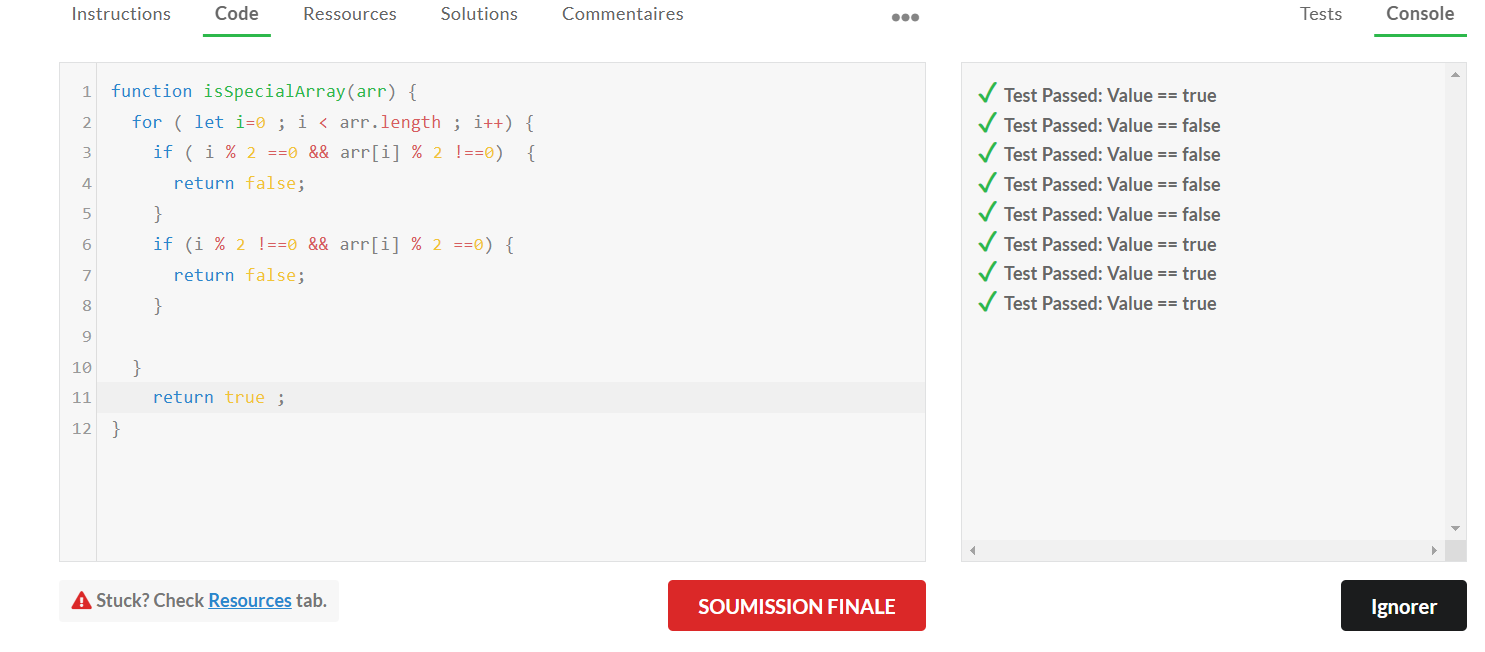 Instructions Code Ressources Solutions Commentaires ••• Tests Console
1 function isSpecialArray(arr) {
2 for ( let i=0 ; i < arr.length ; i++) {
3 if ( i % 2 ==0 && arr[i] % 2 !==0) {
4 return false;
5 }
6 if (i % 2 !==0 && arr[i] % 2 ==0) {
7 return false;
8 }
9
10 }
11 return true ;
12 }
✓ Test Passed: Value == true
✓ Test Passed: Value == false
✓ Test Passed: Value == false
✓ Test Passed: Value == false
✓ Test Passed: Value == false
✓ Test Passed: Value == true
✓ Test Passed: Value == true
✓ Test Passed: Value == true
Stuck? Check Resources tab.
SOUMISSION FINALE
Ignorer